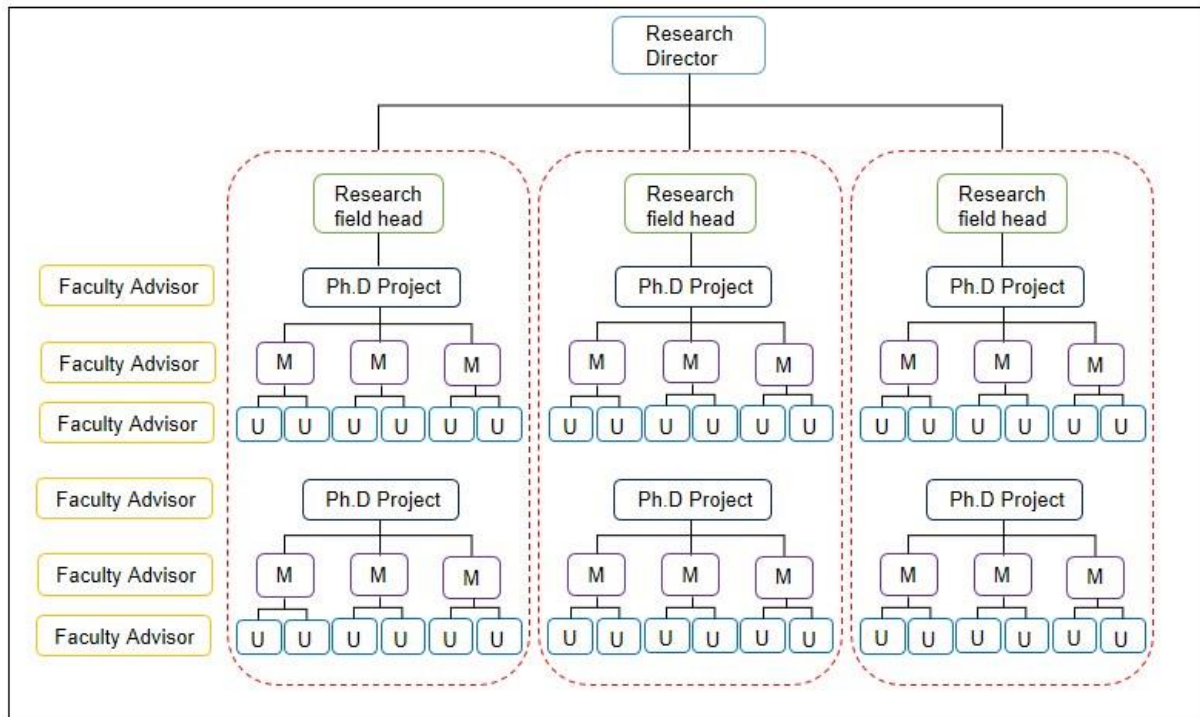 Research
Director
Research
field head
Research
field head
Research
field head
Faculty Advisor
Ph.D Project
Ph.D Project
Ph.D Project
Faculty Advisor
M M M M M M M M M
Faculty Advisor
U U U U U U U U U U U U U U U U U U
Faculty Advisor
Ph.D Project
Ph.D Project
Ph.D Project
Faculty Advisor
M M M M M M M M M
Faculty Advisor
U U U U U U U U U U U U U U U U U U